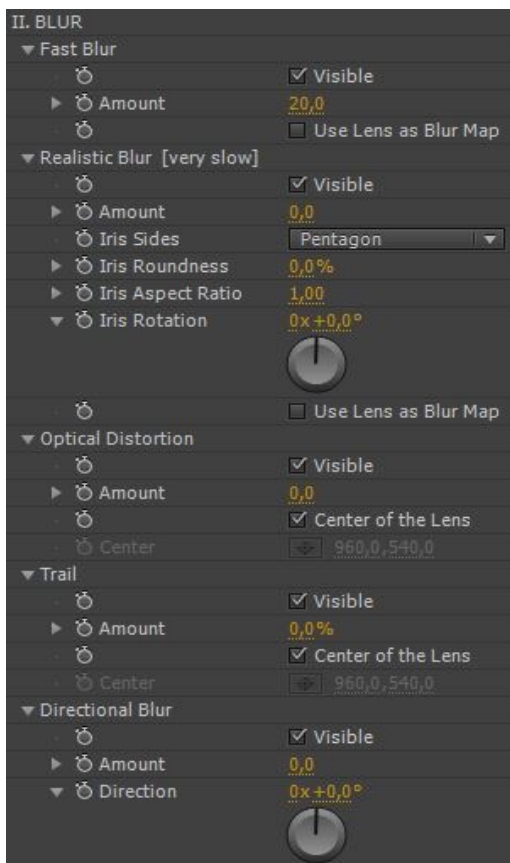 II. BLUR
Fast Blur
Visible
Amount 20,0
Use Lens as Blur Map
Realistic Blur [very slow]
Visible
Amount 0,0
Iris Sides Pentagon
Iris Roundness 0,0%
Iris Aspect Ratio 1,00
Iris Rotation 0x+0,0°
Use Lens as Blur Map
Optical Distortion
Visible
Amount 0,0
Center of the Lens
Center 960,0,540,0
Trail
Visible
Amount 0,0%
Center of the Lens
Center 960,0,540,0
Directional Blur
Visible
Amount 0,0
Direction 0x+0,0°